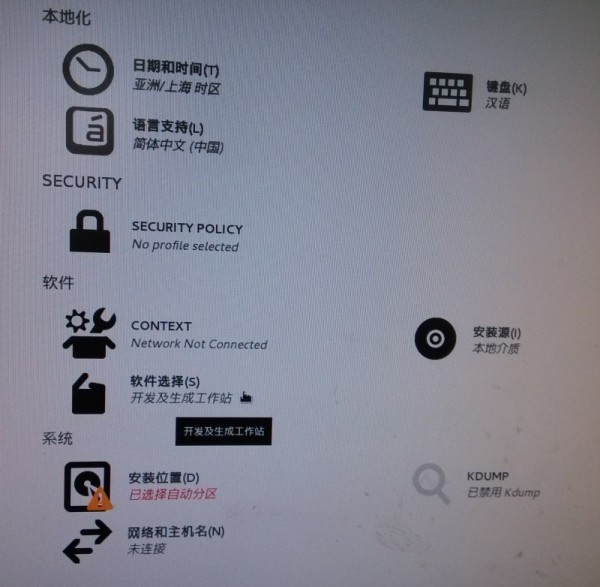 本地化
日期和时间(T)
亚洲/上海 时区
键盘(K)
汉语
语言支持(L)
简体中文 (中国)
SECURITY
SECURITY POLICY
No profile selected
软件
CONTEXT
Network Not Connected
安装源(I)
本地介质
软件选择(S)
开发及生成工作站
开发及生成工作站
系统
安装位置(D)
已选择自动分区
KDUMP
已禁用 Kdump
网络和主机名(N)
未连接